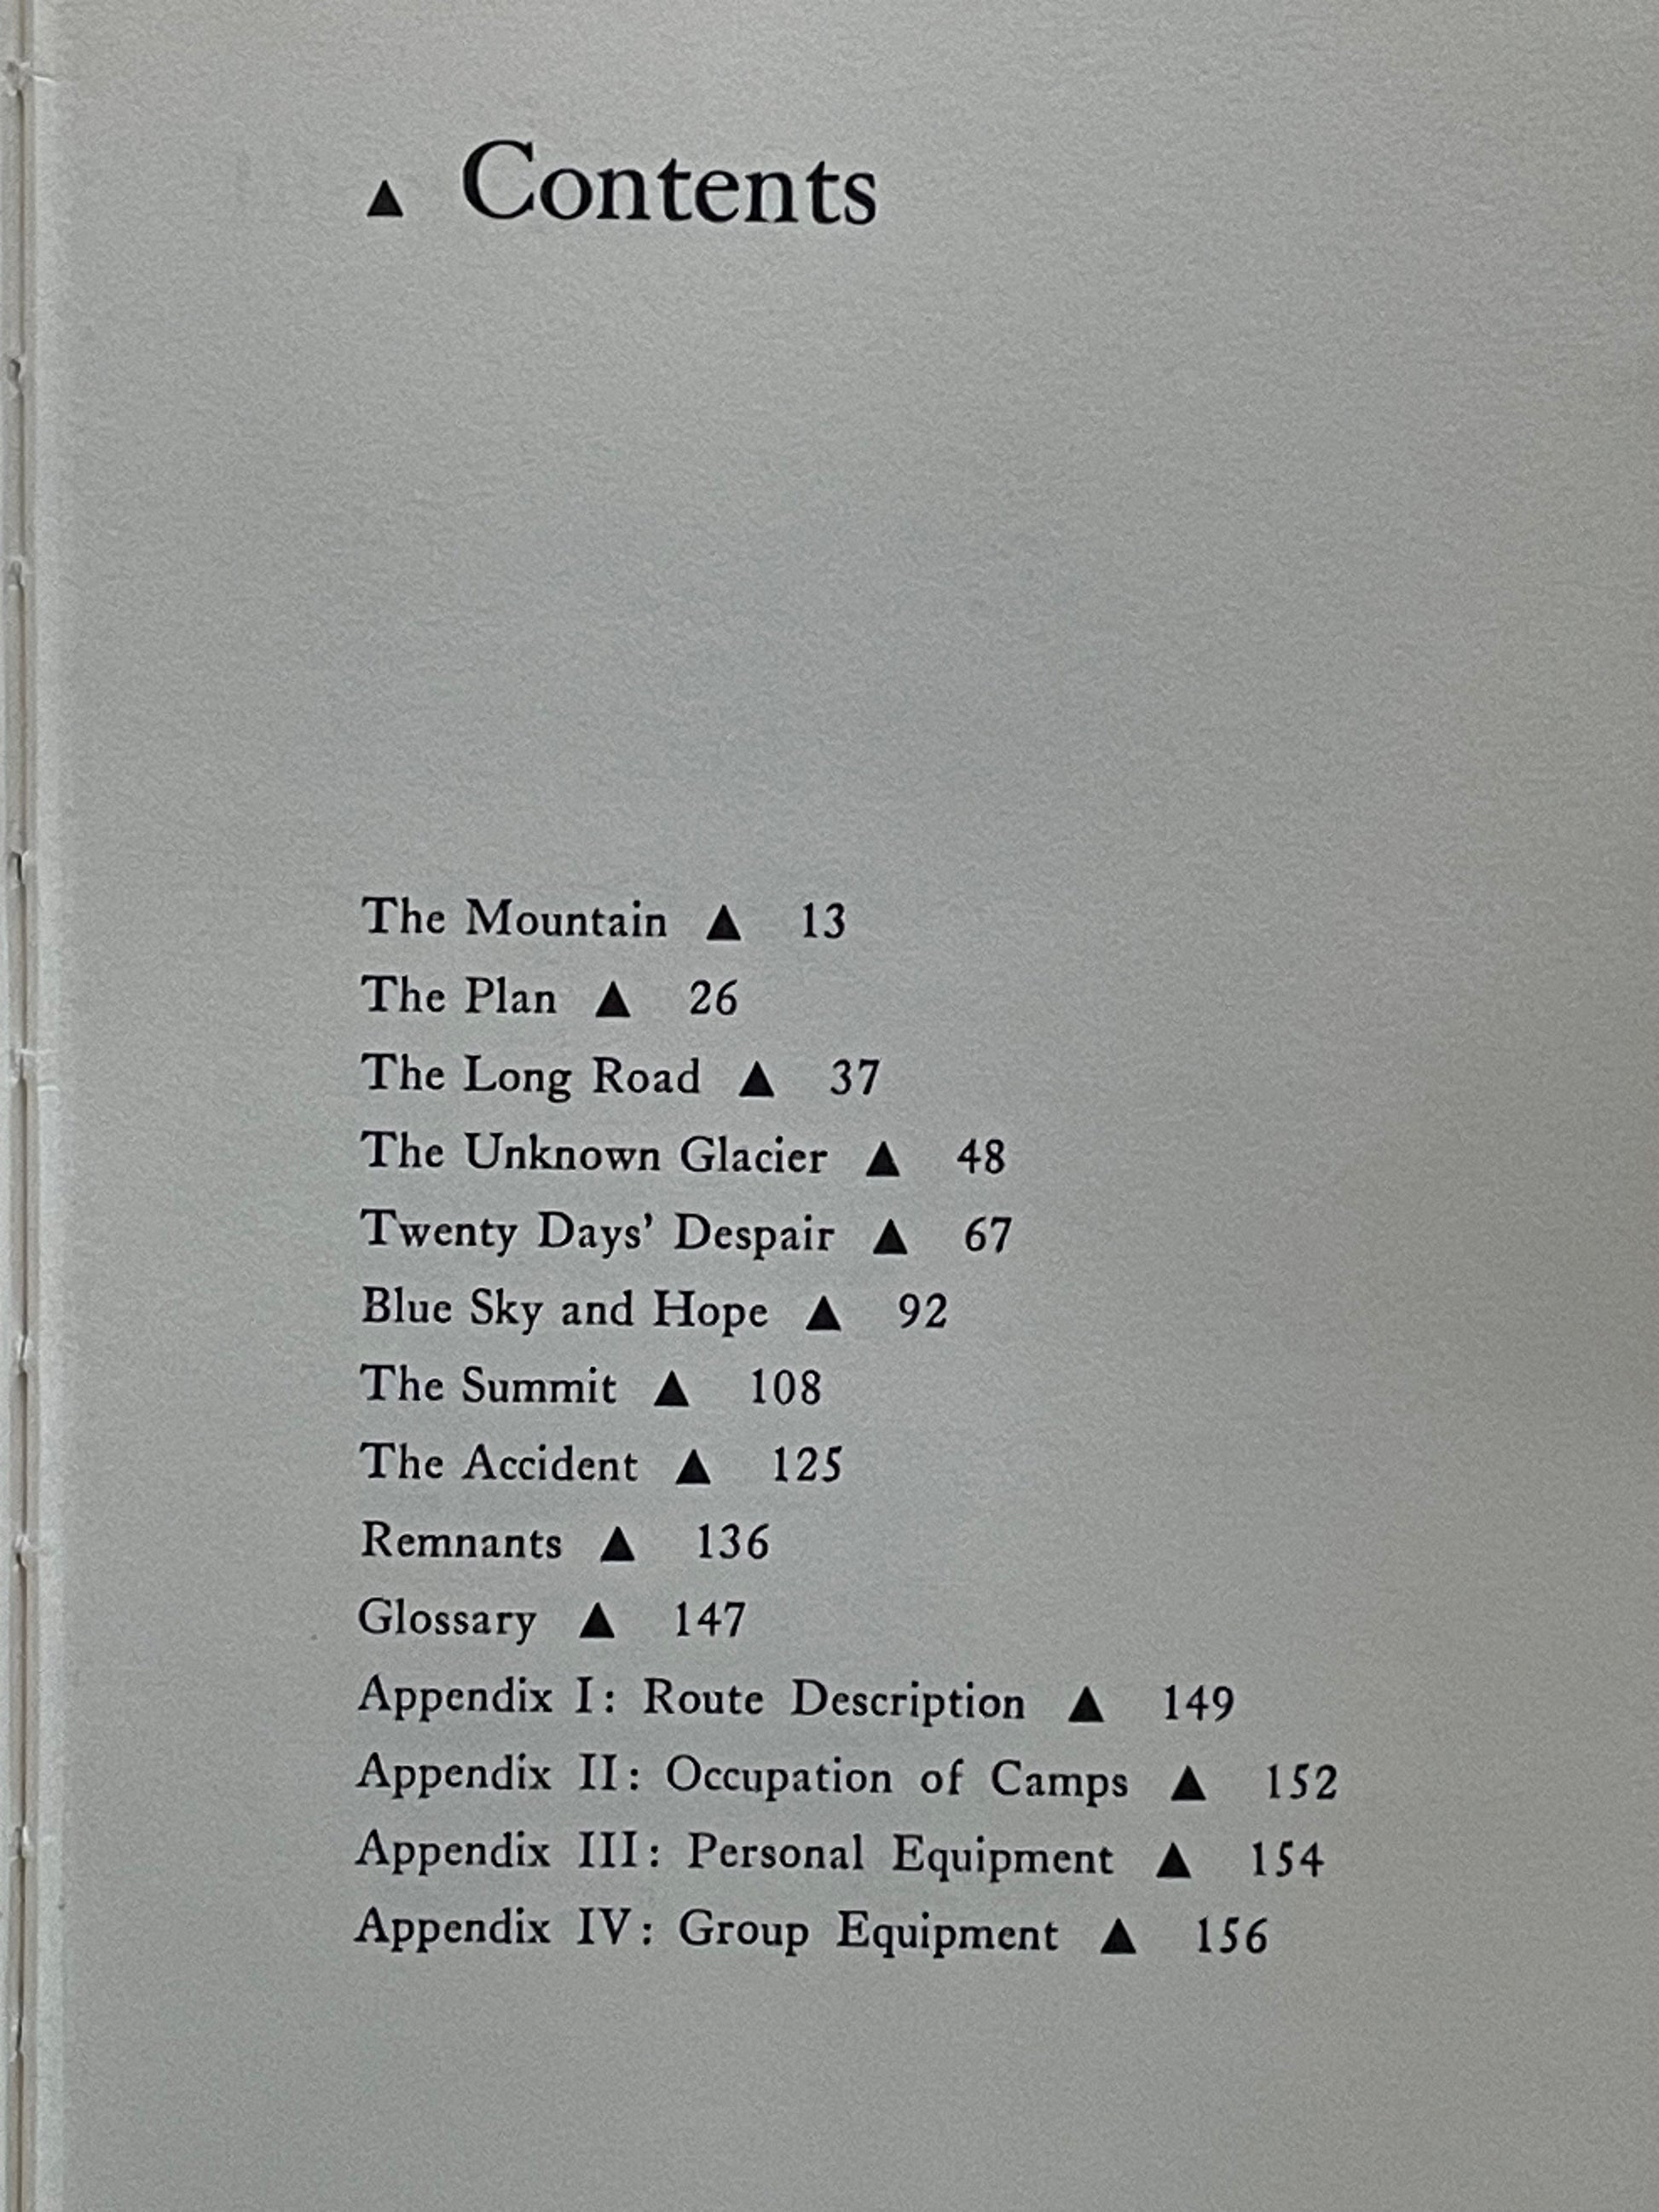 ▲ Contents
The Mountain ▲ 13
The Plan ▲ 26
The Long Road ▲ 37
The Unknown Glacier ▲ 48
Twenty Days' Despair ▲ 67
Blue Sky and Hope ▲ 92
The Summit ▲ 108
The Accident ▲ 125
Remnants ▲ 136
Glossary ▲ 147
Appendix I: Route Description ▲ 149
Appendix II: Occupation of Camps ▲ 152
Appendix III: Personal Equipment ▲ 154
Appendix IV: Group Equipment ▲ 156